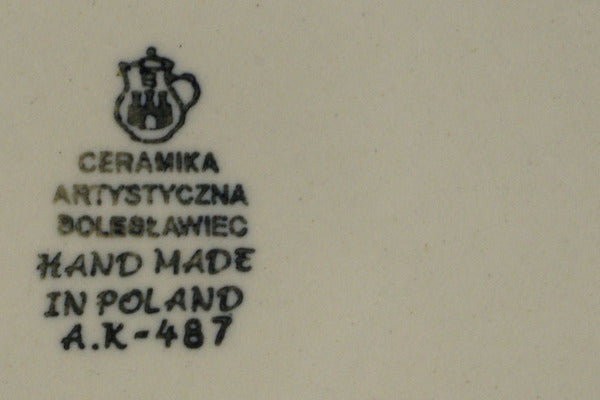 CERAMIKA
ARTYSTYCZNA
BOLESŁAWIEC
HAND MADE
IN POLAND
A.K-487